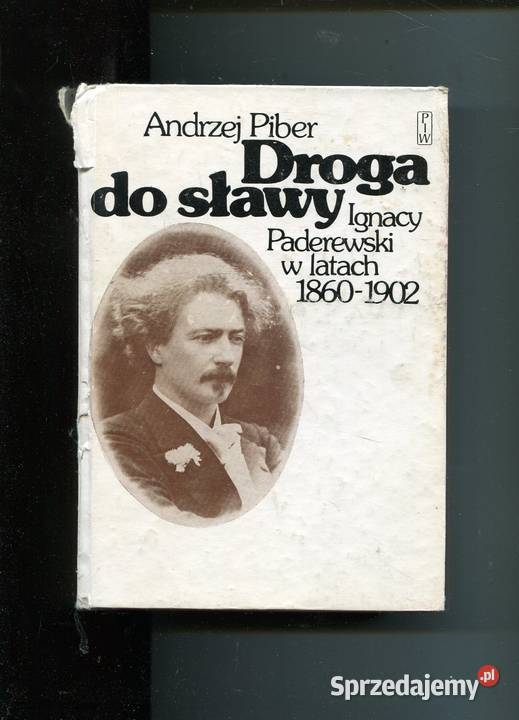 Andrzej Piber
PIW
Droga
do sławy
Ignacy
Paderewski
w latach
1860-1902
Sprzedajemy.pl